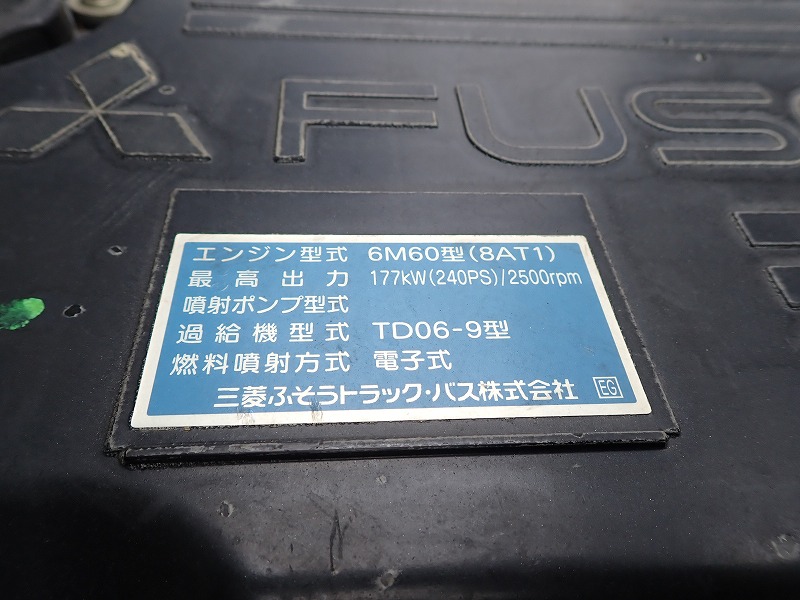 FUS
エンジン型式 6M60型(8AT1)
最高出力 177kW(240PS)/2500rpm
噴射ポンプ型式
過給機型式 TD06-9型
燃料噴射方式 電子式
三菱ふそうトラック・バス株式会社 EG